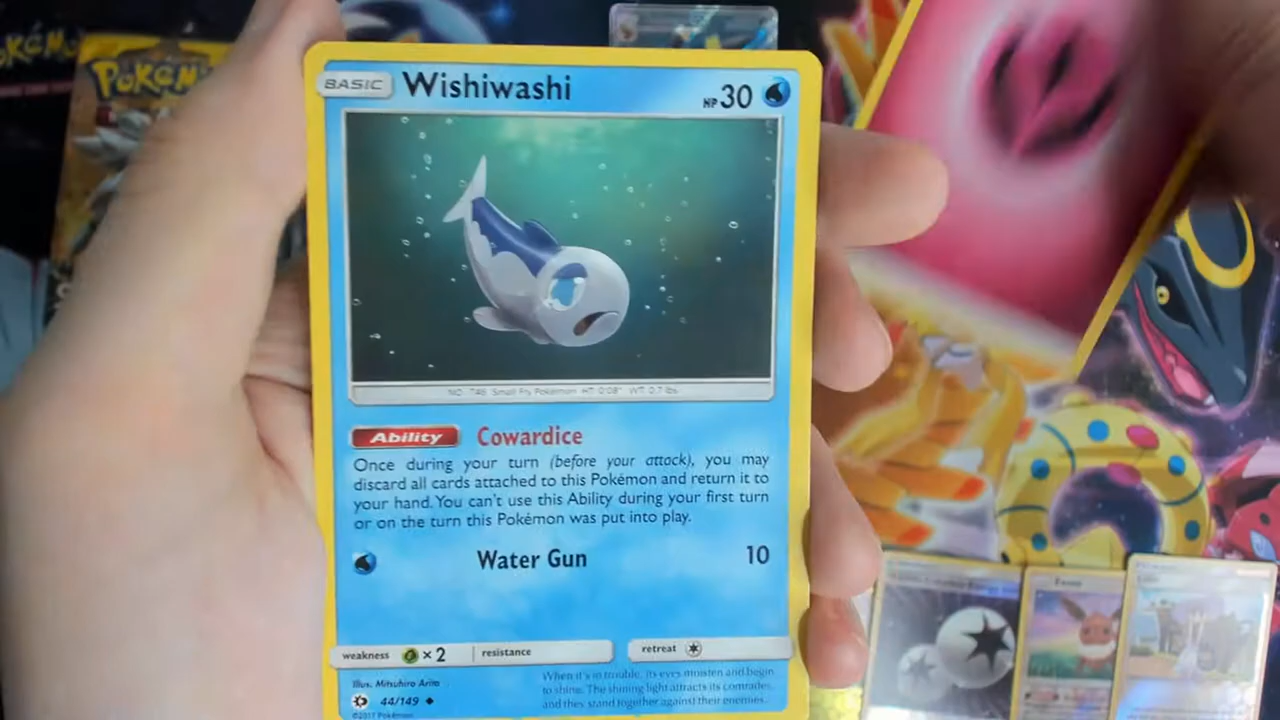 POKéMON
POKéM
BASIC Wishiwashi HP 30
NO. 746 Small Fry Pokémon HT: 0'08" WT: 0.7 lbs.
Ability Cowardice
Once during your turn (before your attack), you may
discard all cards attached to this Pokémon and return it to
your hand. You can't use this Ability during your first turn
or on the turn this Pokémon was put into play.
Water Gun 10
weakness ×2 resistance retreat
Illus. Mitsuhiro Arita
44/149
©2017 Pokémon
When it's in trouble, its eyes moisten and begin
to shine. The shining light attracts its comrades,
and they stand together against their enemies.
Eevee
Lillie